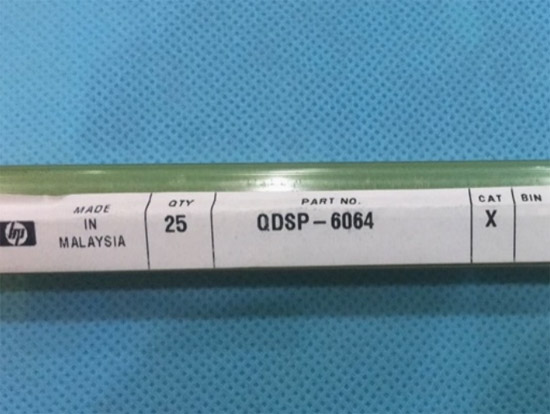 hp
MADE
IN
MALAYSIA
QTY
25
PART NO.
QDSP-6064
CAT
X
BIN